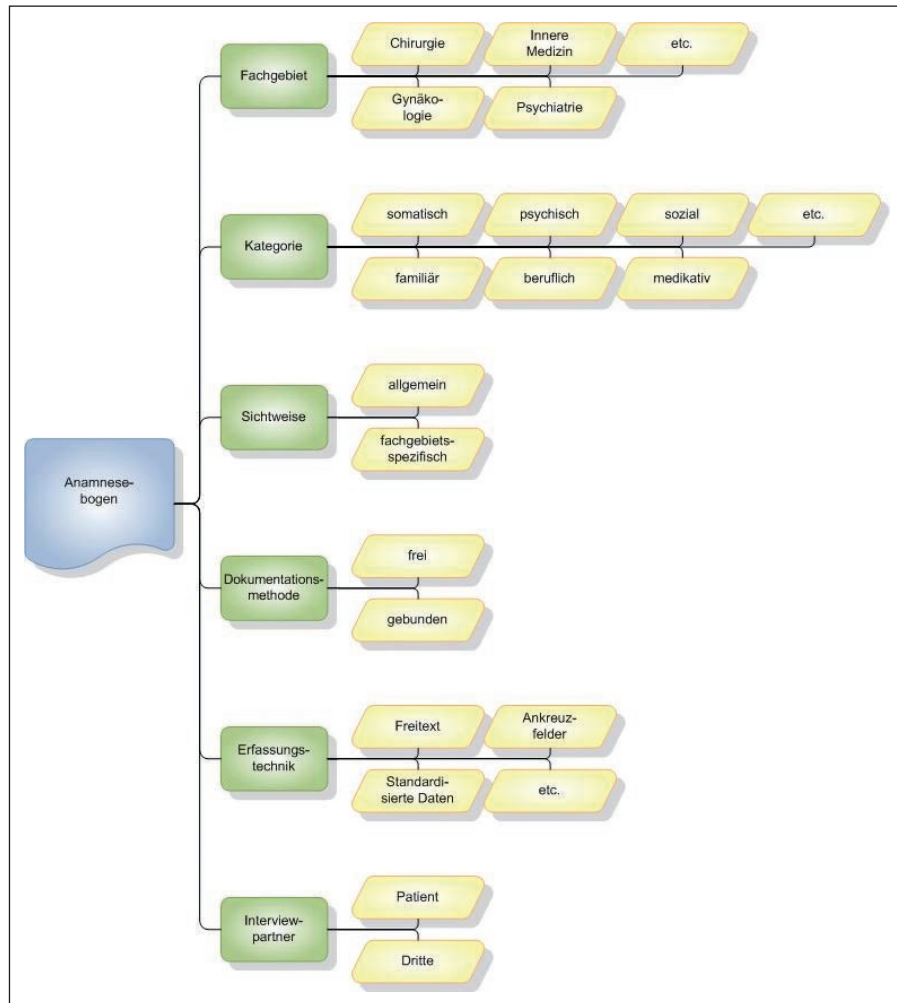 Chirurgie
Innere
Medizin
etc.
Fachgebiet
Gynäko-
logie
Psychiatrie
somatisch
psychisch
sozial
etc.
Kategorie
familiär
beruflich
medikativ
allgemein
Sichtweise
fachgebiets-
spezifisch
Anamnese-
bogen
frei
Dokumentations-
methode
gebunden
Freitext
Ankreuz-
felder
Erfassungs-
technik
Standardi-
sierte Daten
etc.
Patient
Interview-
partner
Dritte